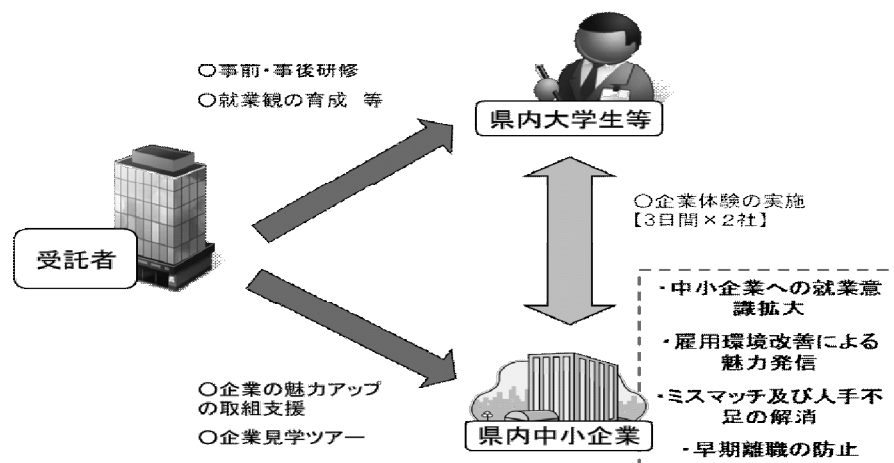 ○事前・事後研修
○就業観の育成 等
県内大学生等
受託者
○企業体験の実施
【3日間×2社】
・中小企業への就業意
識拡大
・雇用環境改善による
魅力発信
・ミスマッチ及び人手不
足の解消
・早期離職の防止
○企業の魅力アップ
の取組支援
○企業見学ツアー
県内中小企業